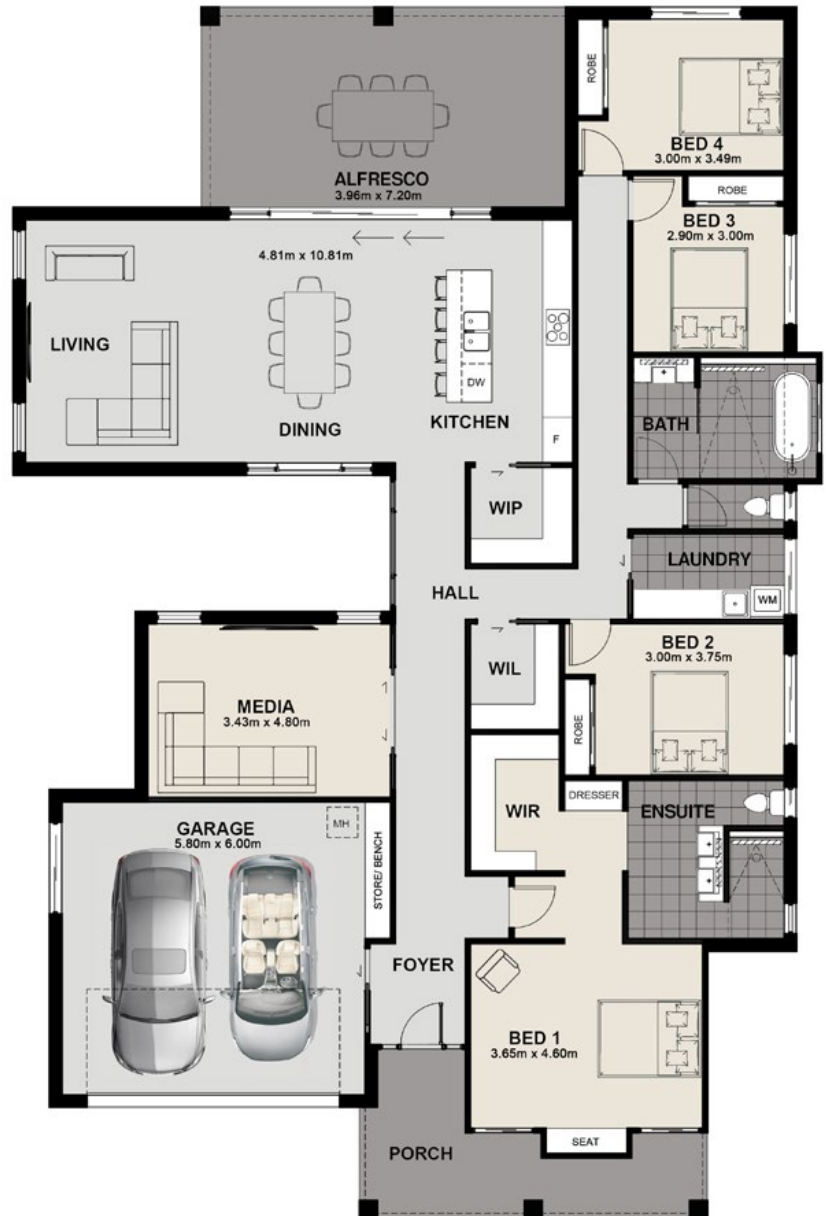 ROBE
BED 4
3.00m x 3.49m
ALFRESCO
3.96m x 7.20m
ROBE
BED 3
2.90m x 3.00m
4.81m x 10.81m
LIVING
DINING
KITCHEN
DW
F
BATH
WIP
LAUNDRY
WM
HALL
WIL
BED 2
3.00m x 3.75m
ROBE
MEDIA
3.43m x 4.80m
WIR
DRESSER
ENSUITE
GARAGE
5.80m x 6.00m
MH
STORE/ BENCH
FOYER
BED 1
3.65m x 4.60m
SEAT
PORCH